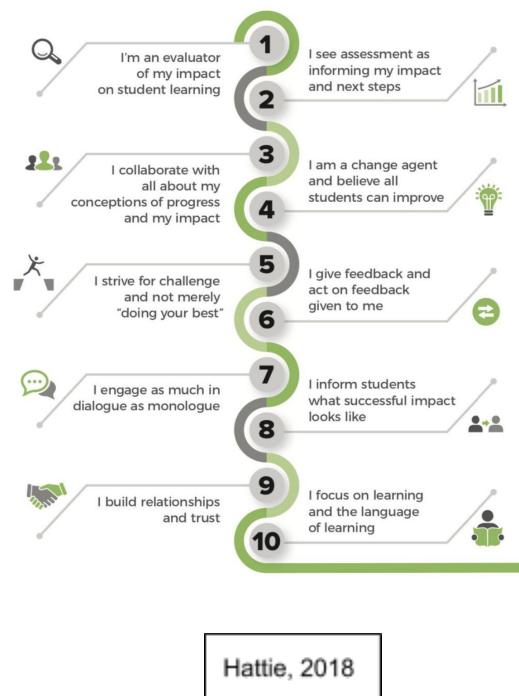 1
I'm an evaluator
of my impact
on student learning
2
I see assessment as
informing my impact
and next steps
3
I collaborate with
all about my
conceptions of progress
and my impact
4
I am a change agent
and believe all
students can improve
5
I strive for challenge
and not merely
"doing your best"
6
I give feedback and
act on feedback
given to me
7
I engage as much in
dialogue as monologue
8
I inform students
what successful impact
looks like
9
I build relationships
and trust
10
I focus on learning
and the language
of learning
Hattie, 2018